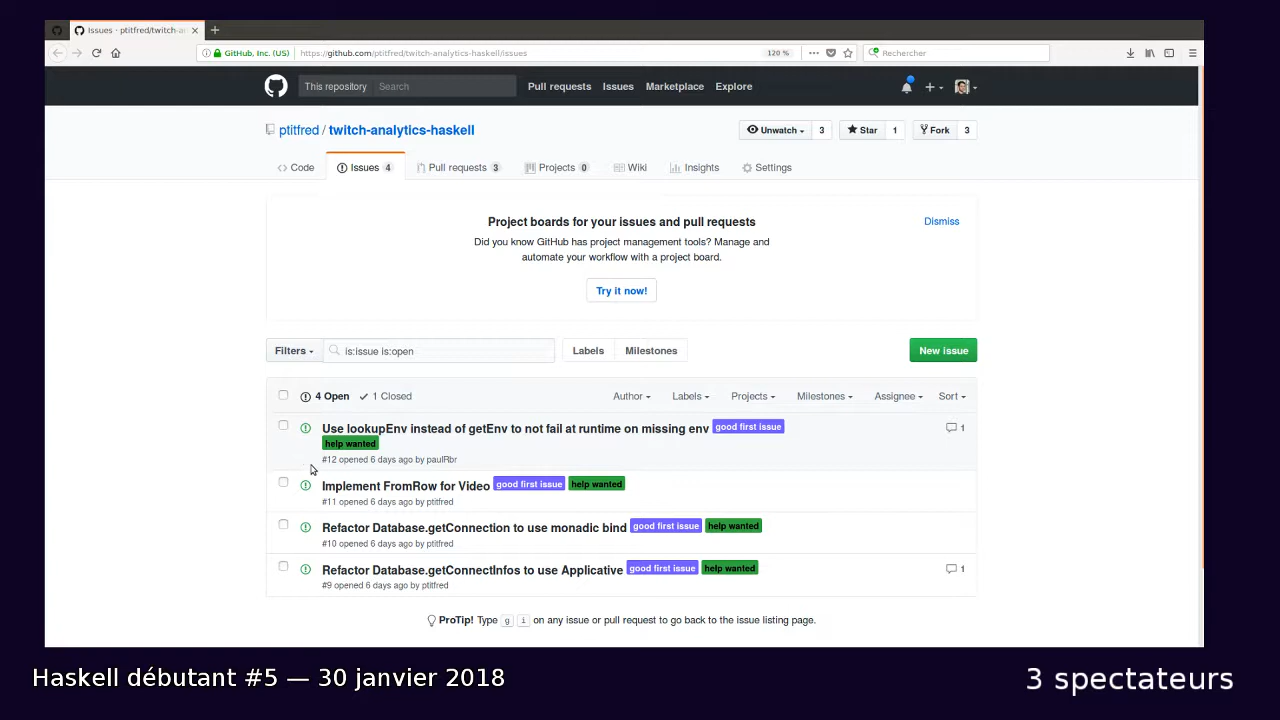 Issues · ptitfred/twitch-an
GitHub, Inc. (US) https://github.com/ptitfred/twitch-analytics-haskell/issues 120 % Rechercher
This repository Search Pull requests Issues Marketplace Explore
ptitfred / twitch-analytics-haskell Unwatch 3 Star 1 Fork 3
Code Issues 4 Pull requests 3 Projects 0 Wiki Insights Settings
Project boards for your issues and pull requests Dismiss
Did you know GitHub has project management tools? Manage and
automate your workflow with a project board.
Try it now!
Filters is:issue is:open Labels Milestones New issue
4 Open 1 Closed Author Labels Projects Milestones Assignee Sort
Use lookupEnv instead of getEnv to not fail at runtime on missing env good first issue 1
help wanted
#12 opened 6 days ago by paulRbr
Implement FromRow for Video good first issue help wanted
#11 opened 6 days ago by ptitfred
Refactor Database.getConnection to use monadic bind good first issue help wanted
#10 opened 6 days ago by ptitfred
Refactor Database.getConnectInfos to use Applicative good first issue help wanted 1
#9 opened 6 days ago by ptitfred
ProTip! Type g i on any issue or pull request to go back to the issue listing page.
Haskell débutant #5 — 30 janvier 2018 3 spectateurs